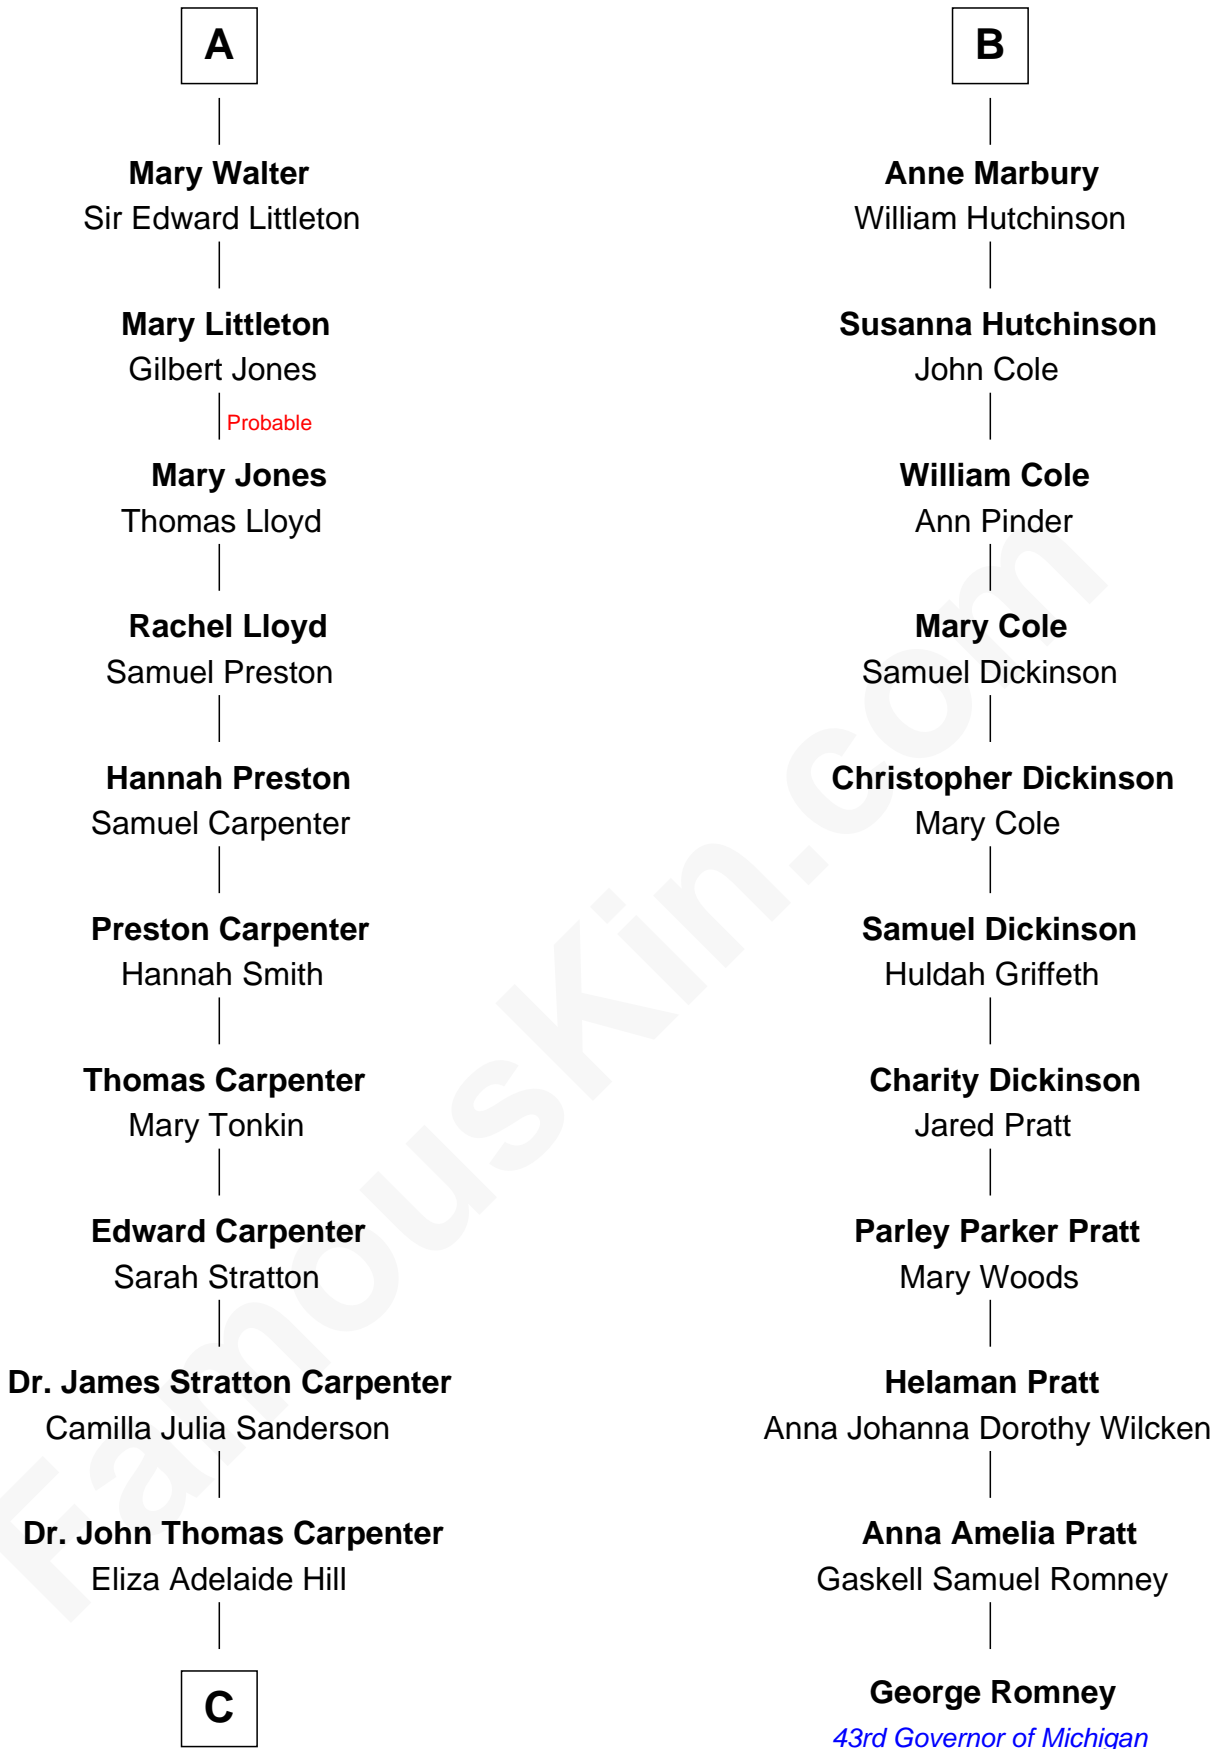 A
Mary Walter
Sir Edward Littleton
Mary Littleton
Gilbert Jones
Probable
Mary Jones
Thomas Lloyd
Rachel Lloyd
Samuel Preston
Hannah Preston
Samuel Carpenter
Preston Carpenter
Hannah Smith
Thomas Carpenter
Mary Tonkin
Edward Carpenter
Sarah Stratton
Dr. James Stratton Carpenter
Camilla Julia Sanderson
Dr. John Thomas Carpenter
Eliza Adelaide Hill
C
B
Anne Marbury
William Hutchinson
Susanna Hutchinson
John Cole
William Cole
Ann Pinder
Mary Cole
Samuel Dickinson
Christopher Dickinson
Mary Cole
Samuel Dickinson
Huldah Griffeth
Charity Dickinson
Jared Pratt
Parley Parker Pratt
Mary Woods
Helaman Pratt
Anna Johanna Dorothy Wilcken
Anna Amelia Pratt
Gaskell Samuel Romney
George Romney
43rd Governor of Michigan
FamousKin.com